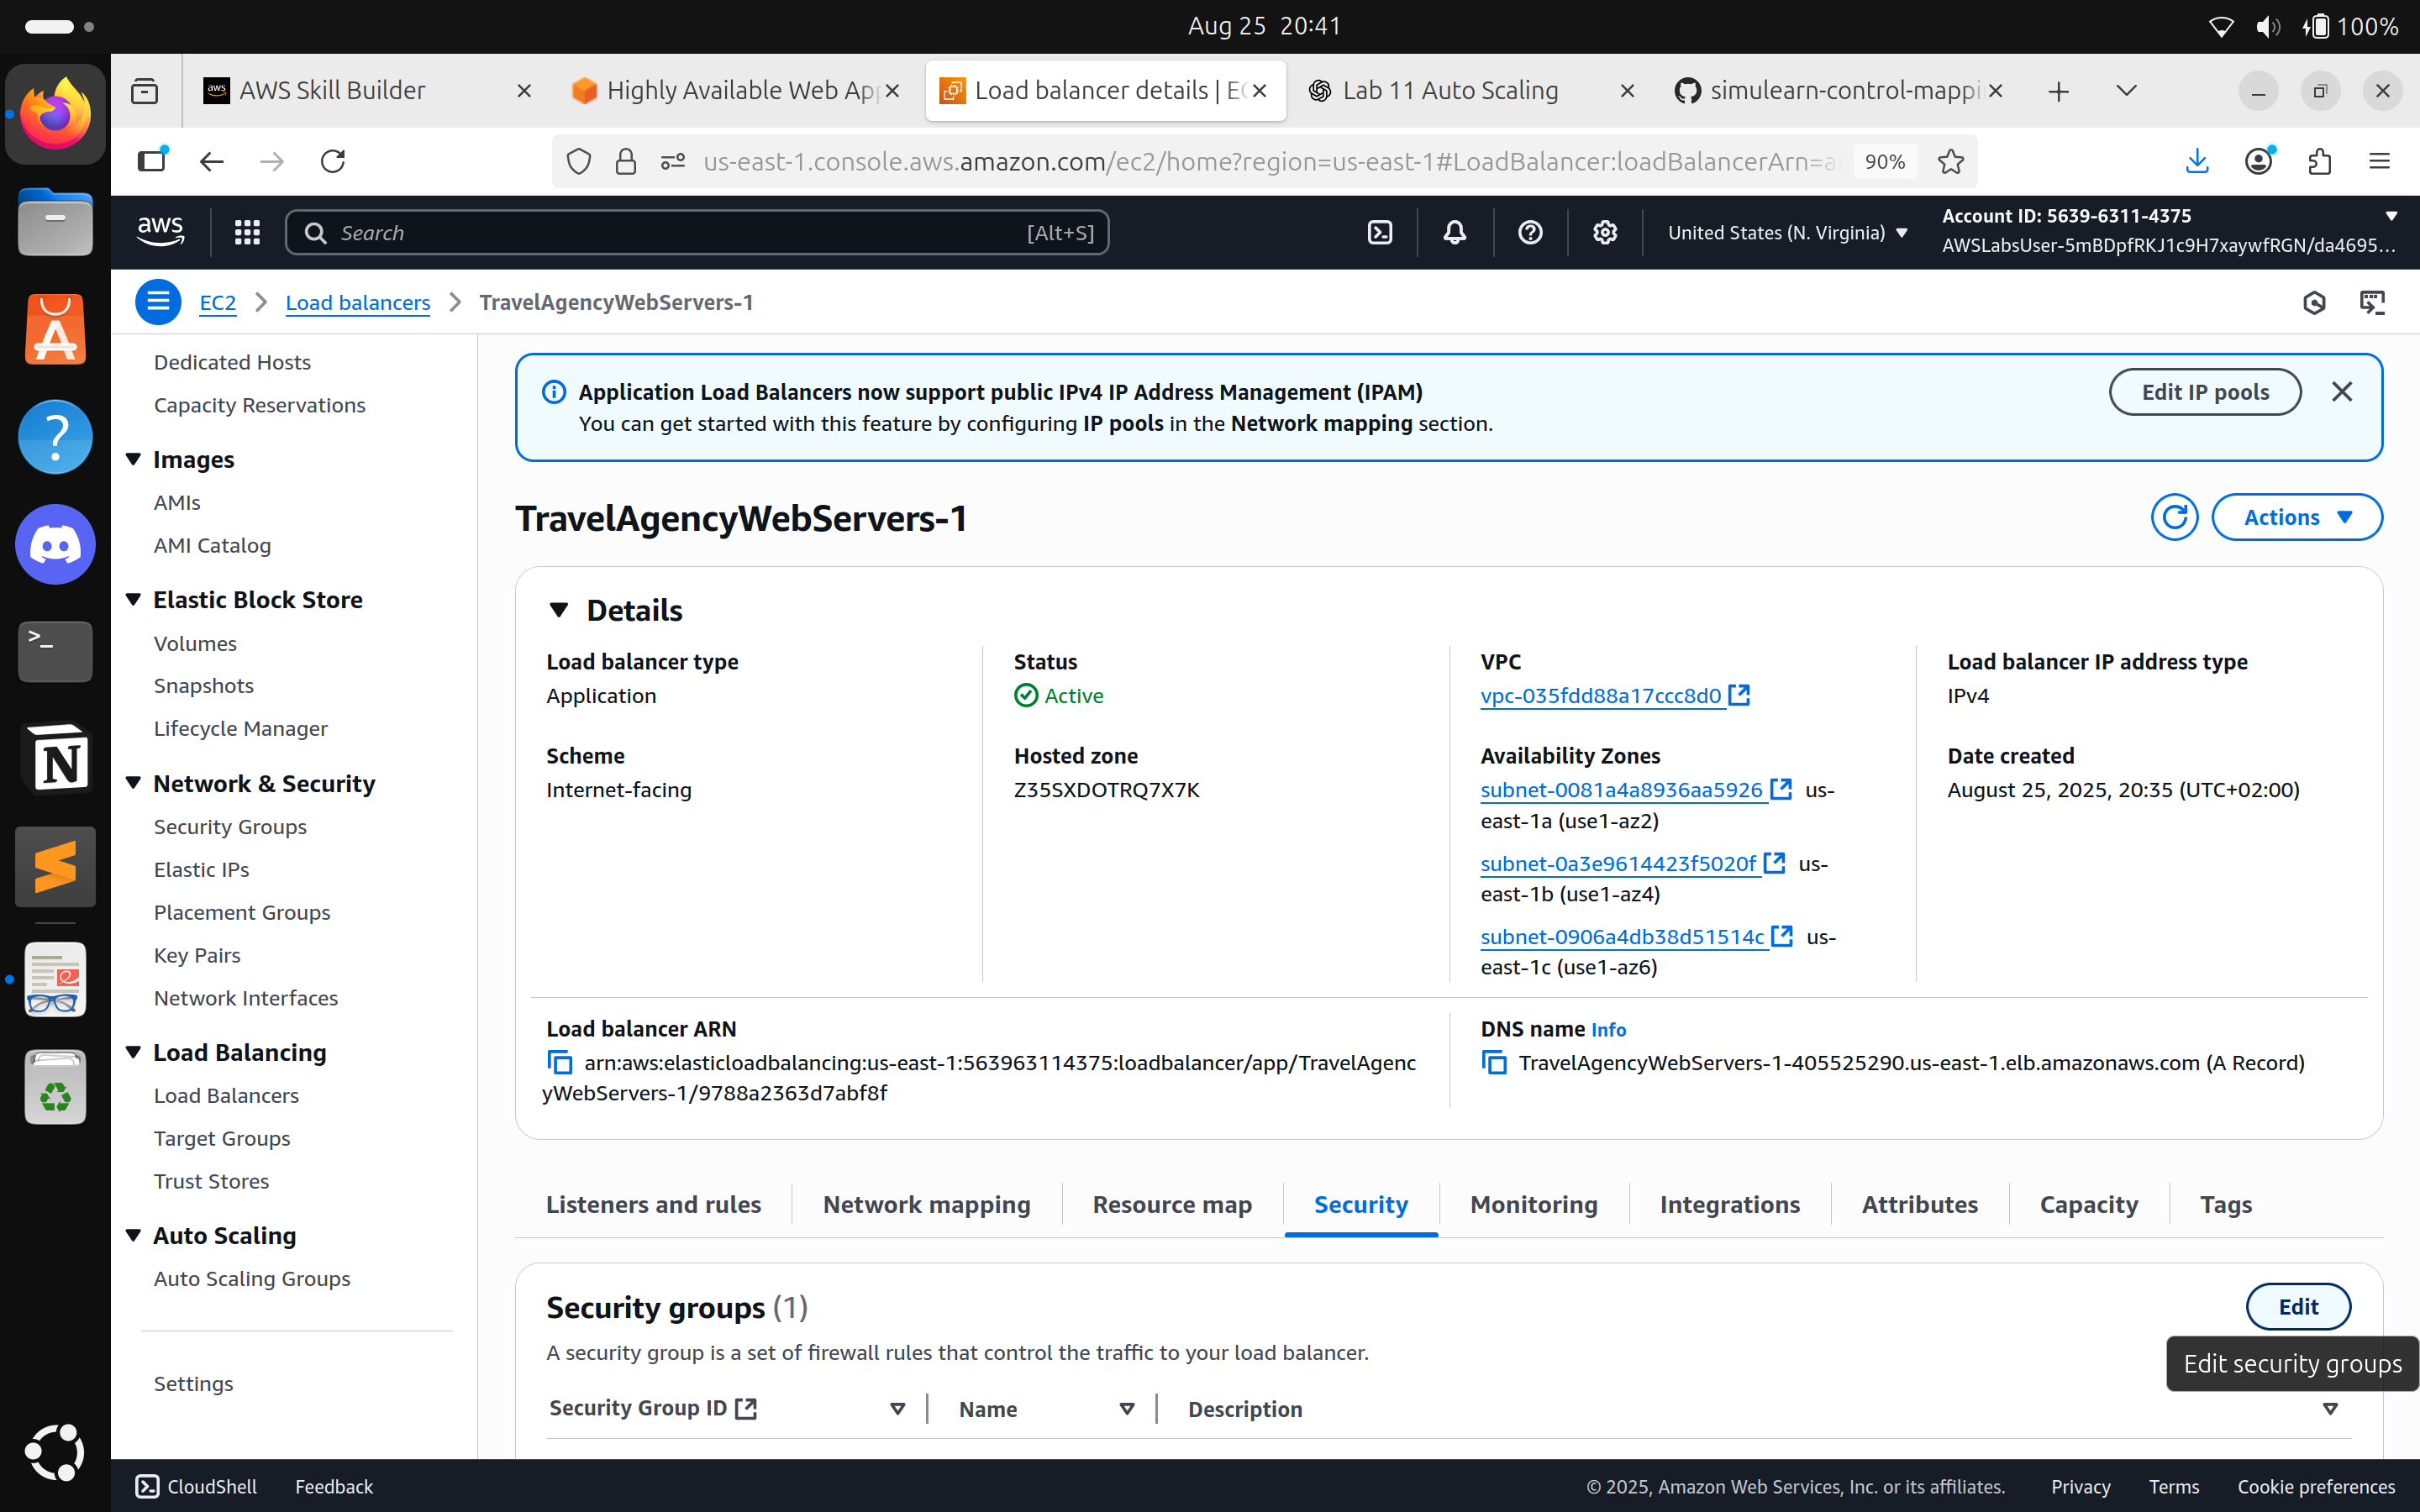 Aug 25 20:41
100%
AWS Skill Builder
Highly Available Web App
Load balancer details | EC
Lab 11 Auto Scaling
simulearn-control-mappi
us-east-1.console.aws.amazon.com/ec2/home?region=us-east-1#LoadBalancer:loadBalancerArn=a
90%
aws
Search
[Alt+S]
United States (N. Virginia)
Account ID: 5639-6311-4375
AWSLabsUser-5mBDpfRKJ1c9H7xaywfRGN/da4695...
EC2
Load balancers
TravelAgencyWebServers-1
Dedicated Hosts
Capacity Reservations
Images
AMIs
AMI Catalog
Elastic Block Store
Volumes
Snapshots
Lifecycle Manager
Network & Security
Security Groups
Elastic IPs
Placement Groups
Key Pairs
Network Interfaces
Load Balancing
Load Balancers
Target Groups
Trust Stores
Auto Scaling
Auto Scaling Groups
Settings
Application Load Balancers now support public IPv4 IP Address Management (IPAM)
You can get started with this feature by configuring IP pools in the Network mapping section.
Edit IP pools
TravelAgencyWebServers-1
Actions
Details
Load balancer type
Application
Scheme
Internet-facing
Status
Active
Hosted zone
Z35SXDOTRQ7X7K
VPC
vpc-035fdd88a17ccc8d0
Availability Zones
subnet-0081a4a8936aa5926 us-
east-1a (use1-az2)
subnet-0a3e9614423f5020f us-
east-1b (use1-az4)
subnet-0906a4db38d51514c us-
east-1c (use1-az6)
Load balancer IP address type
IPv4
Date created
August 25, 2025, 20:35 (UTC+02:00)
Load balancer ARN
arn:aws:elasticloadbalancing:us-east-1:563963114375:loadbalancer/app/TravelAgenc
yWebServers-1/9788a2363d7abf8f
DNS name Info
TravelAgencyWebServers-1-405525290.us-east-1.elb.amazonaws.com (A Record)
Listeners and rules
Network mapping
Resource map
Security
Monitoring
Integrations
Attributes
Capacity
Tags
Security groups (1)
Edit
A security group is a set of firewall rules that control the traffic to your load balancer.
Edit security groups
Security Group ID
Name
Description
CloudShell
Feedback
© 2025, Amazon Web Services, Inc. or its affiliates.
Privacy
Terms
Cookie preferences